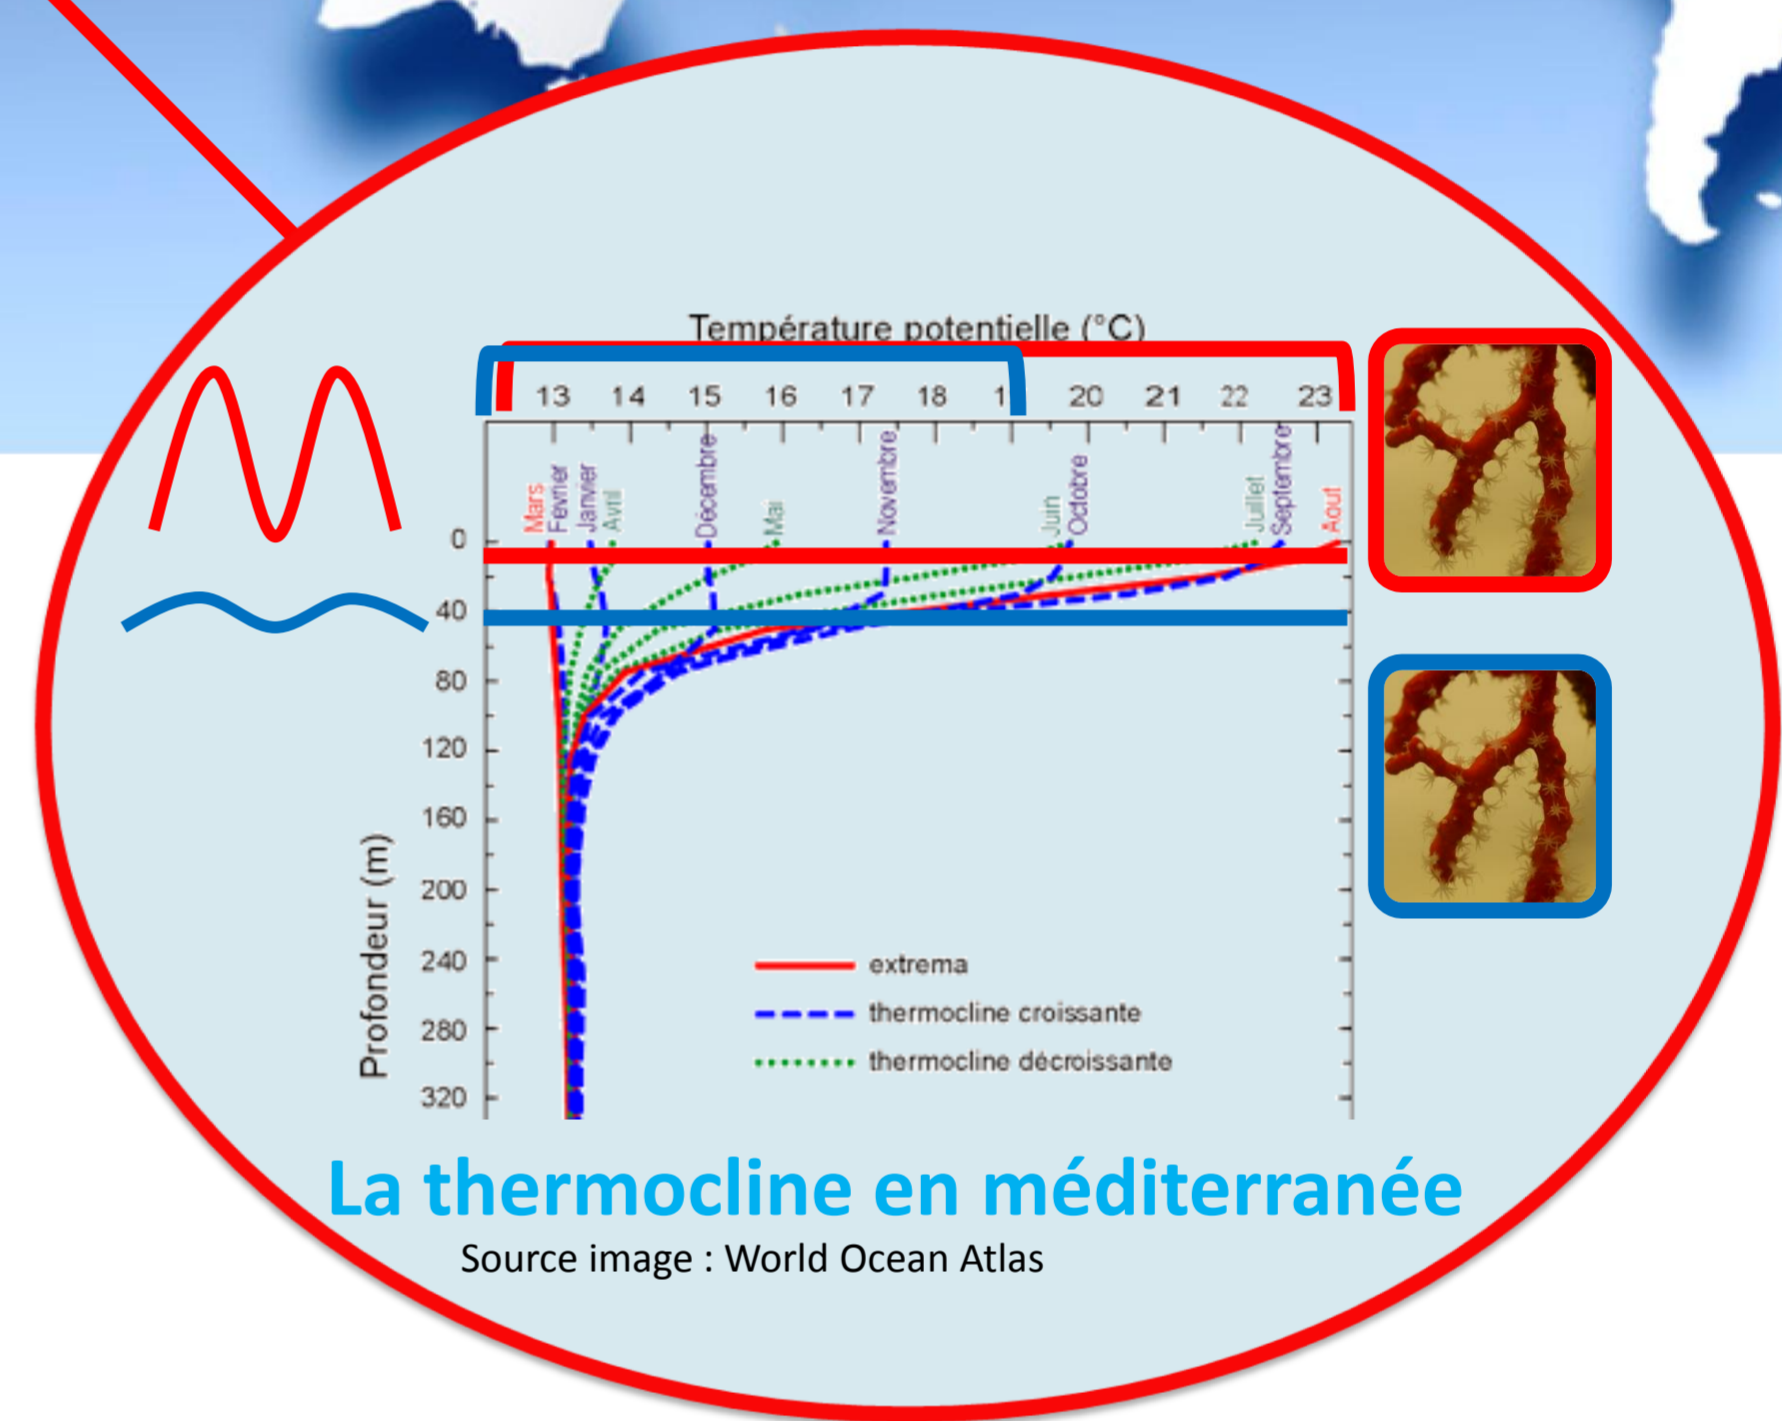 Température potentielle (°C)
13 14 15 16 17 18 1 20 21 22 23
Mars
Février
Janvier
Avril
Décembre
Mai
Novembre
Juin
Octobre
Juillet
Septembre
Aout
0
40
80
120
160
200
240
280
320
Profondeur (m)
extrema
thermocline croissante
thermocline décroissante
La thermocline en méditerranée
Source image : World Ocean Atlas